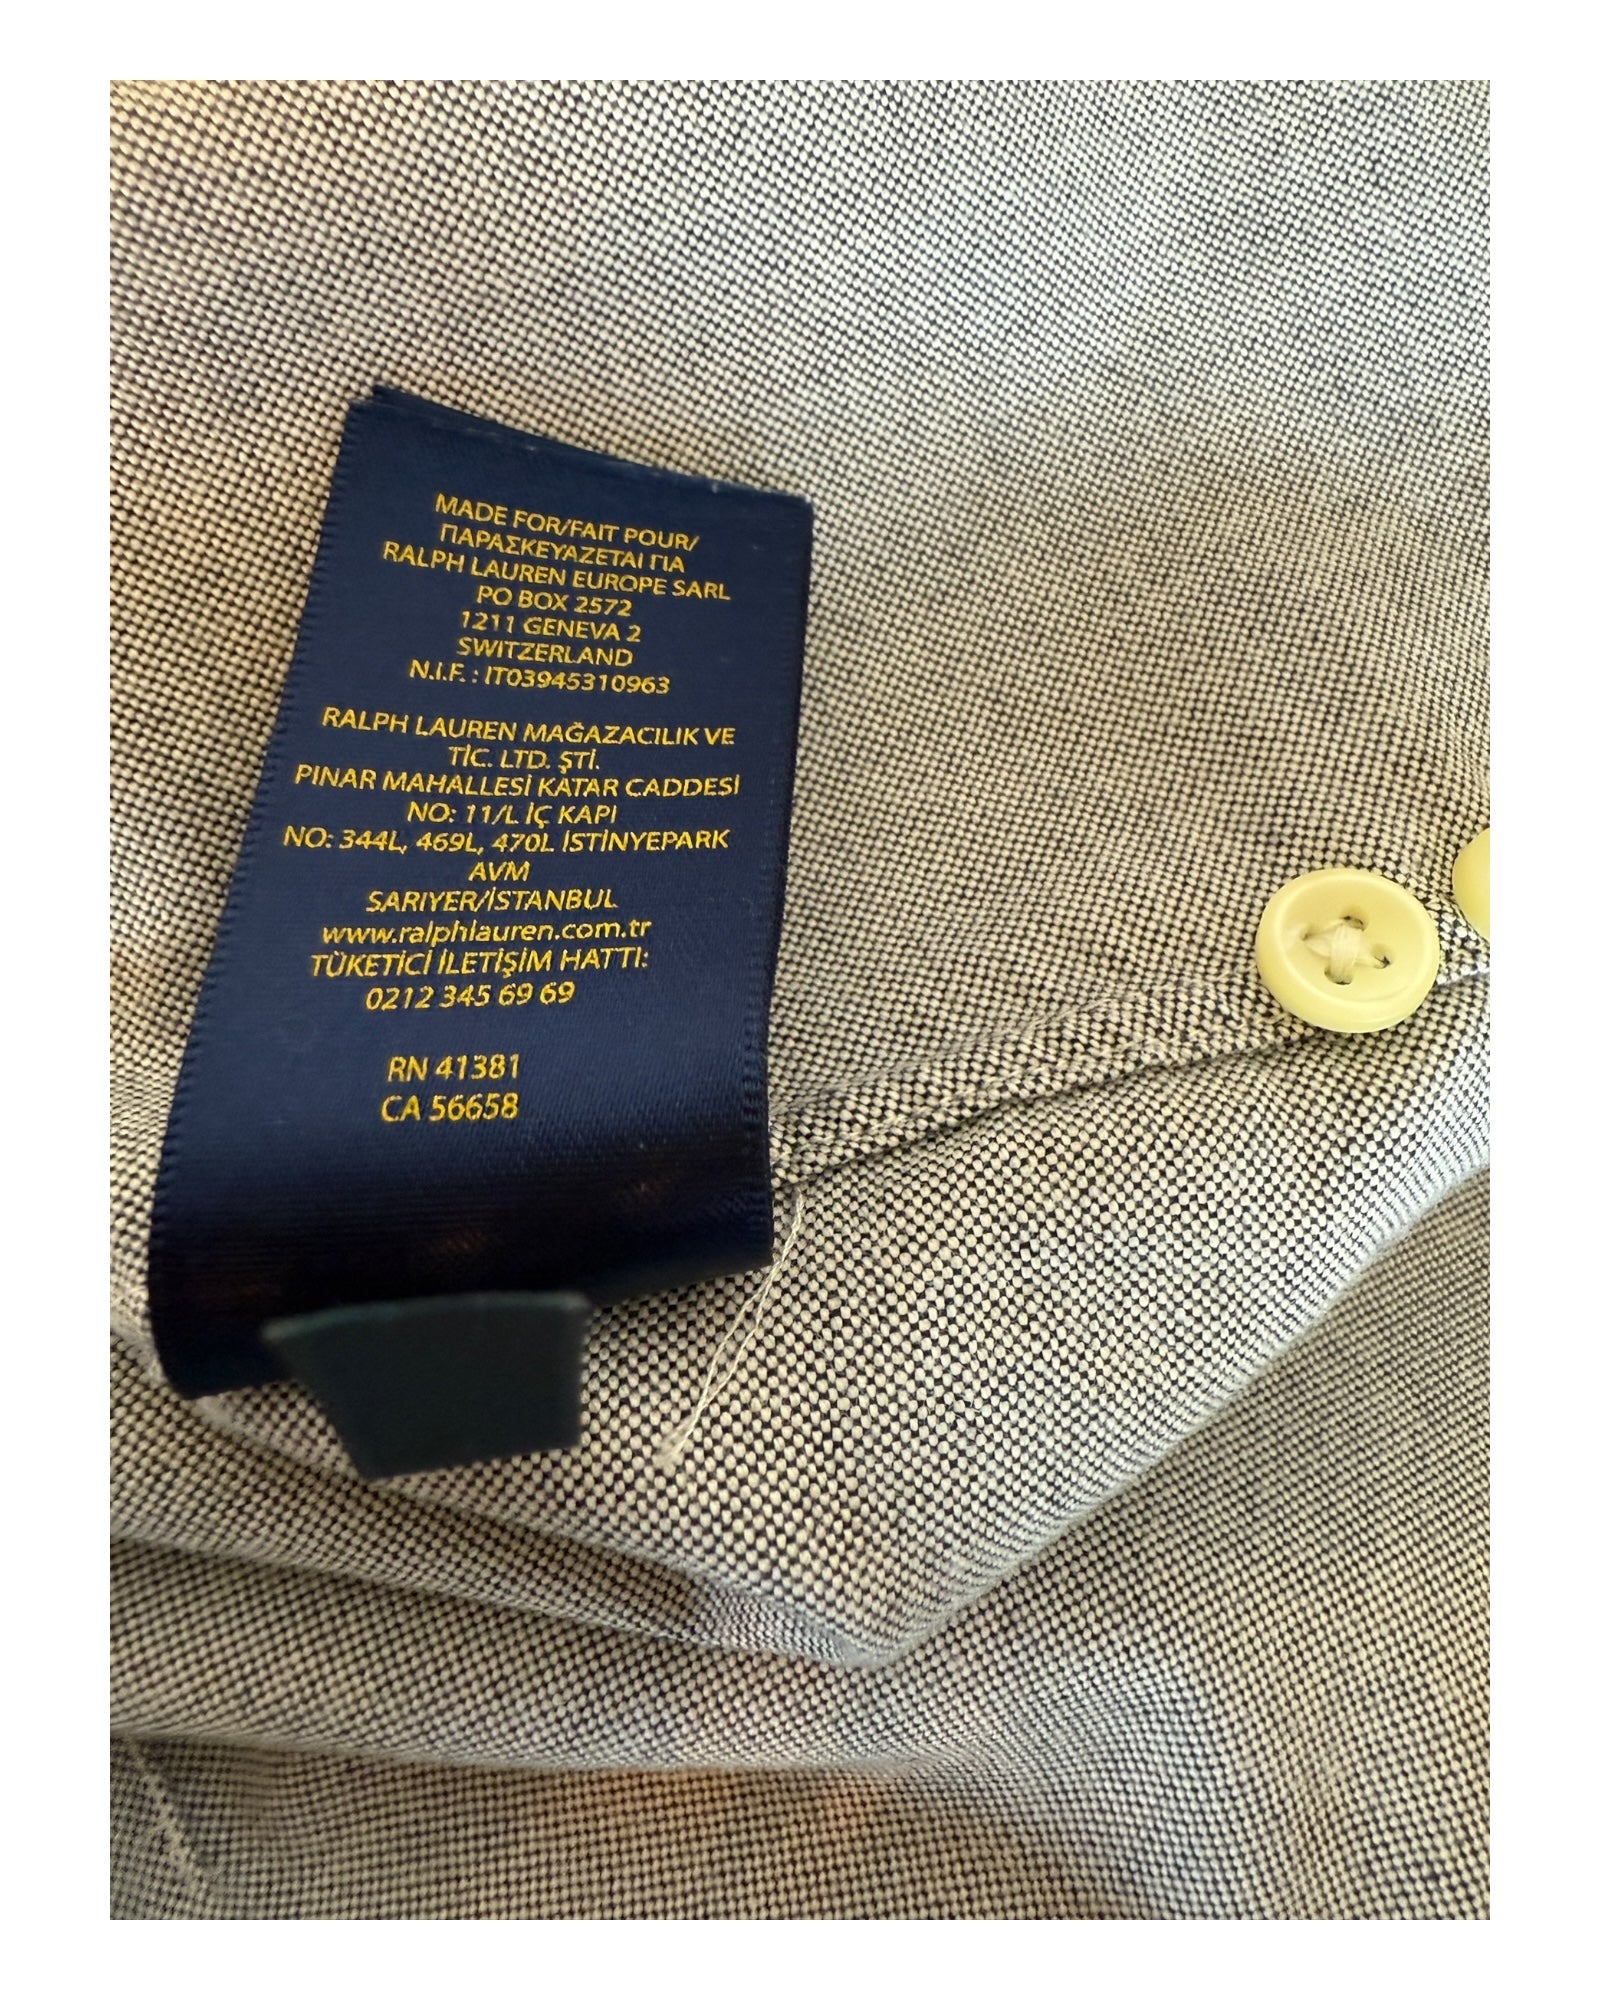 MADE FOR/FAIT POUR/
ΠΑΡΑΣΚΕΥΑΖΕΤΑΙ ΓΙΑ
RALPH LAUREN EUROPE SARL
PO BOX 2572
1211 GENEVA 2
SWITZERLAND
N.I.F. : IT03945310963
RALPH LAUREN MAĞAZACILIK VE
TİC. LTD. ŞTİ.
PINAR MAHALLESİ KATAR CADDESİ
NO: 11/L İÇ KAPI
NO: 344L, 469L, 470L İSTİNYEPARK
AVM
SARIYER/İSTANBUL
www.ralphlauren.com.tr
TÜKETİCİ İLETİŞİM HATTI:
0212 345 69 69
RN 41381
CA 56658